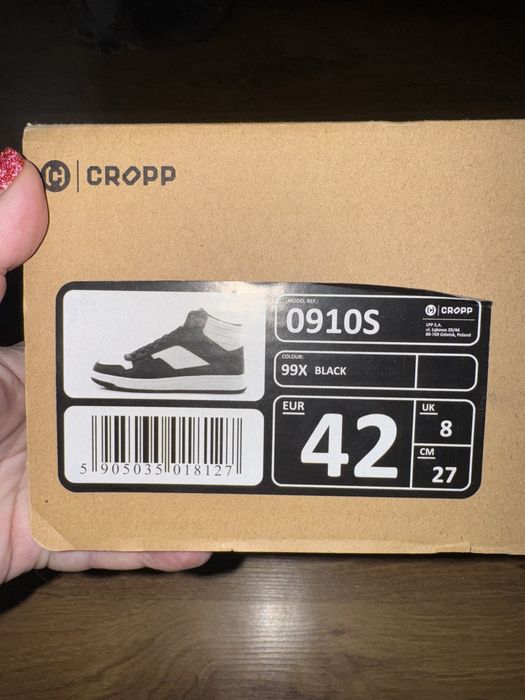 CROPP
MODEL REF.:
0910S
CROPP
LPP S.A.
ul. Łąkowa 39/44
80-769 Gdańsk, Poland
COLOUR:
99X BLACK
EUR
42
UK
8
CM
27
5 905035 018127